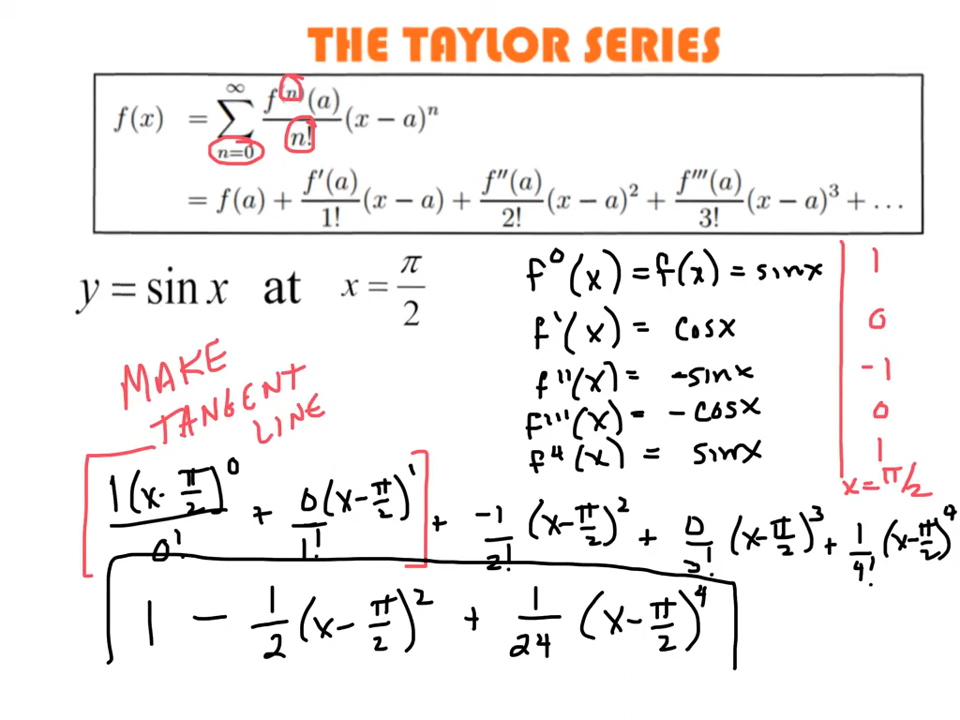 THE TAYLOR SERIES
f(x) = ∑_{n=0}^{∞} f^{(n)}(a)/n! (x − a)^n
= f(a) + f′(a)/1! (x − a) + f″(a)/2! (x − a)^2 + f‴(a)/3! (x − a)^3 + …
y = sin x at x = π/2
f^0(x) = f(x) = sinx | 1
f'(x) = cosx | 0
f''(x) = -sinx | -1
f'''(x) = - cosx | 0
f^4(x) = sinx | 1
x = π/2
MAKE
TANGENT
LINE
1(x - π/2)^0/0! + 0(x - π/2)^1/1! + -1/2! (x - π/2)^2 + 0/3! (x - π/2)^3 + 1/4! (x - π/2)^4
1 - 1/2 (x - π/2)^2 + 1/24 (x - π/2)^4